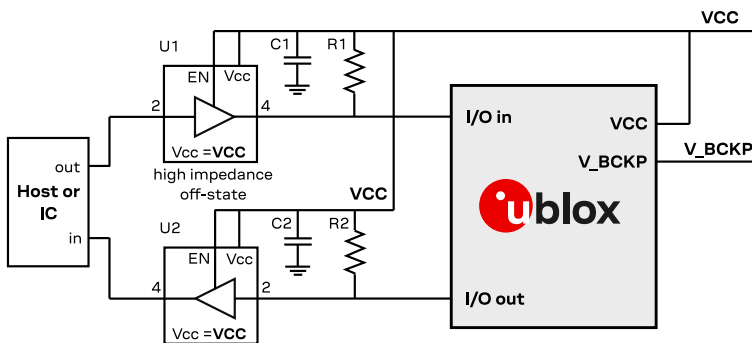 VCC
U1
C1
R1
EN
Vcc
2
4
Vcc =VCC
high impedance
off-state
I/O in
VCC
V_BCKP
V_BCKP
out
Host or
IC
in
ublox
VCC
U2
C2
R2
EN
Vcc
4
2
Vcc =VCC
I/O out